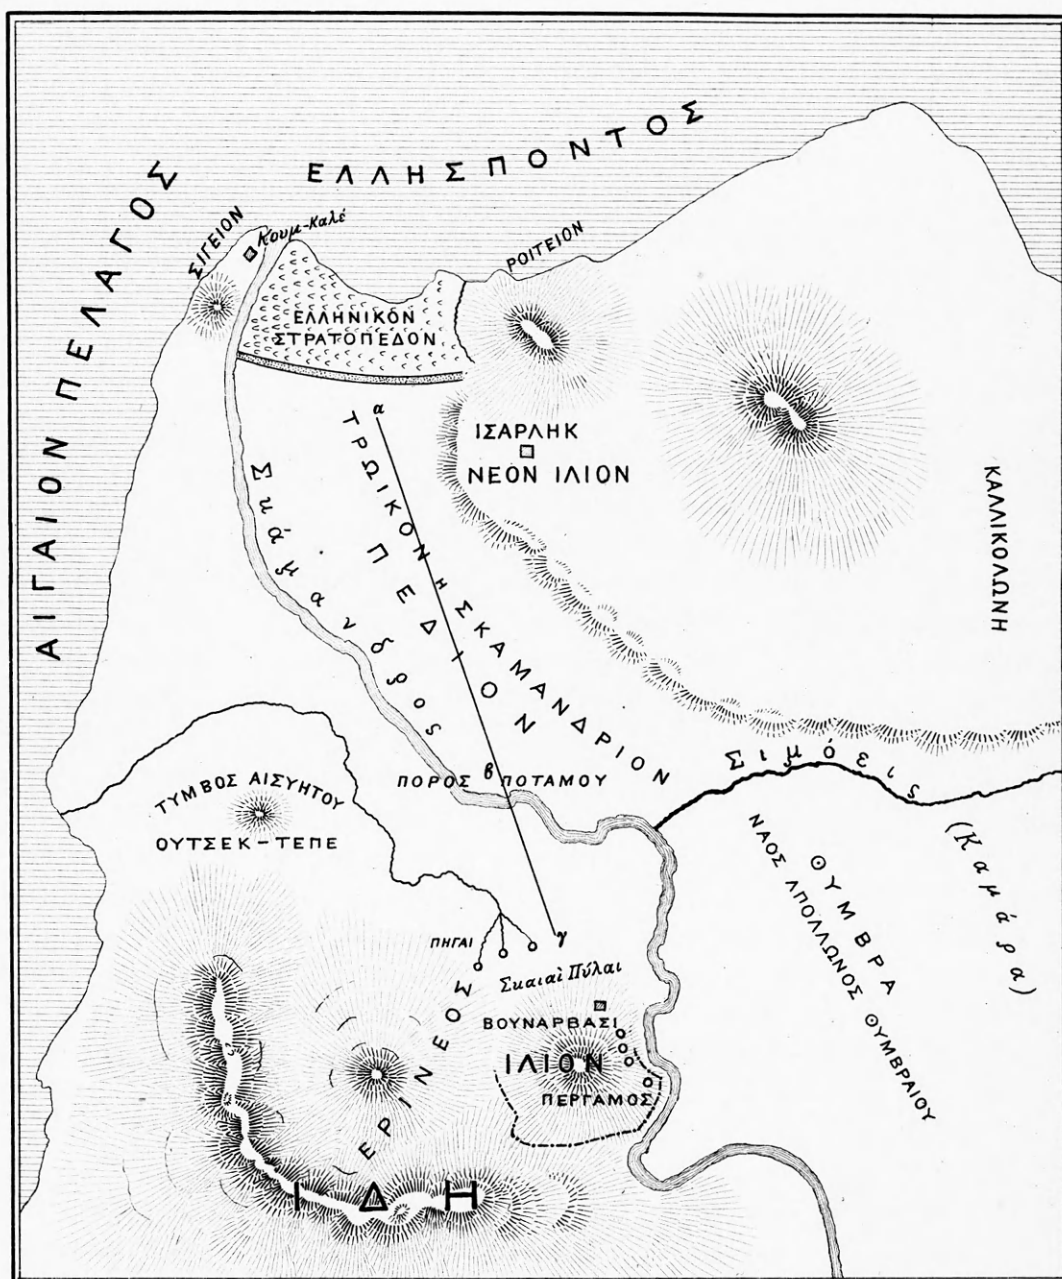 ΕΛΛΗΣΠΟΝΤΟΣ
ΑΙΓΑΙΟΝ ΠΕΛΑΓΟΣ
ΣΙΓΕΙΟΝ
Κουμ-Καλέ
ΡΟΙΤΕΙΟΝ
ΕΛΛΗΝΙΚΟΝ
ΣΤΡΑΤΟΠΕΔΟΝ
α
ΙΣΑΡΛΗΚ
ΝΕΟΝ ΙΛΙΟΝ
ΚΑΛΛΙΚΟΛΩΝΗ
Σκάμανδρος
ΤΡΩΙΚΟΝ Η ΣΚΑΜΑΝΔΡΙΟΝ
ΠΕΔΙΟΝ
Σιμόεις
(Καμάρα)
ΠΟΡΟΣ β ΠΟΤΑΜΟΥ
ΤΥΜΒΟΣ ΑΙΣΥΗΤΟΥ
ΟΥΤΣΕΚ-ΤΕΠΕ
ΘΥΜΒΡΑ
ΝΑΟΣ ΑΠΟΛΛΩΝΟΣ ΘΥΜΒΡΑΙΟΥ
ΠΗΓΑΙ
γ
Σκαιαὶ Πύλαι
ΕΡΙΝΕΟΣ
ΒΟΥΝΑΡΒΑΣΙ
ΙΛΙΟΝ
ΠΕΡΓΑΜΟΣ
ΙΔΗ